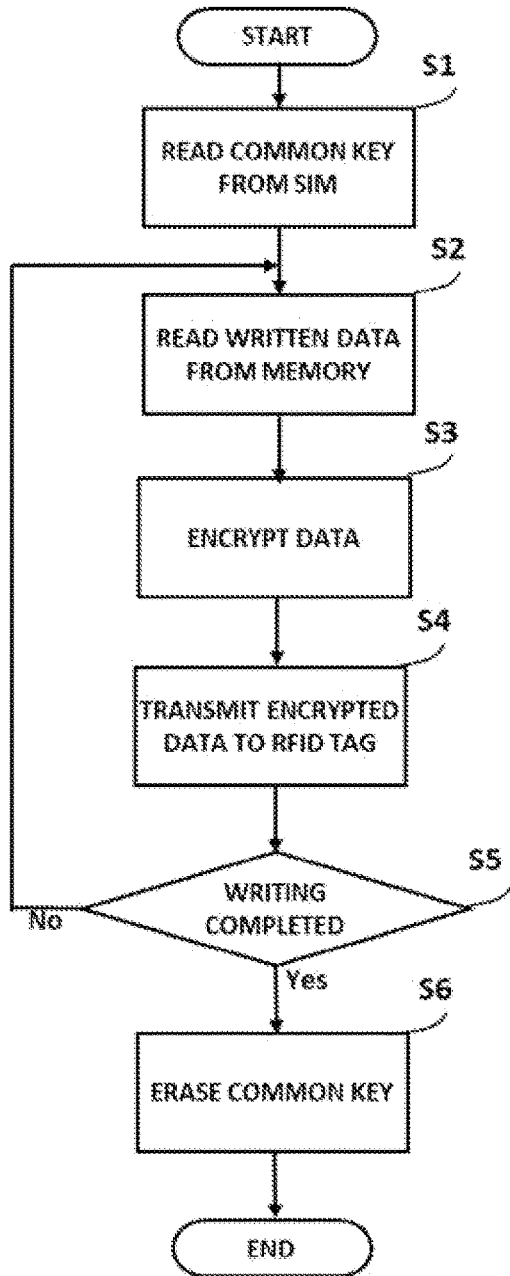 START
S1
READ COMMON KEY
FROM SIM
S2
READ WRITTEN DATA
FROM MEMORY
S3
ENCRYPT DATA
S4
TRANSMIT ENCRYPTED
DATA TO RFID TAG
S5
WRITING
COMPLETED
No
Yes
S6
ERASE COMMON KEY
END